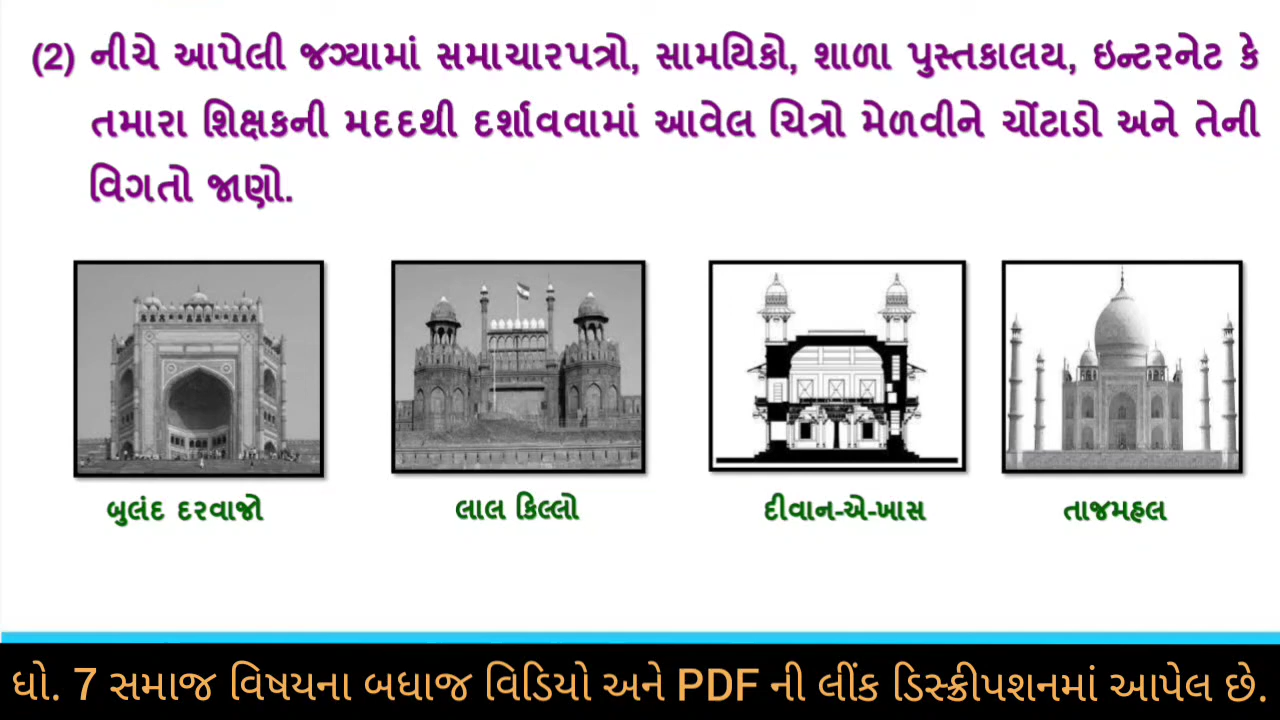 (2) નીચે આપેલી જગ્યામાં સમાચારપત્રો, સામયિકો, શાળા પુસ્તકાલય, ઇન્ટરનેટ કે
તમારા શિક્ષકની મદદથી દર્શાવવામાં આવેલ ચિત્રો મેળવીને ચોંટાડો અને તેની
વિગતો જાણો.
બુલંદ દરવાજો
લાલ કિલ્લો
દીવાન-એ-ખાસ
તાજમહલ
ધો. 7 સમાજ વિષયના બધાજ વિડિયો અને PDF ની લીંક ડિસ્ક્રીપશનમાં આપેલ છે.